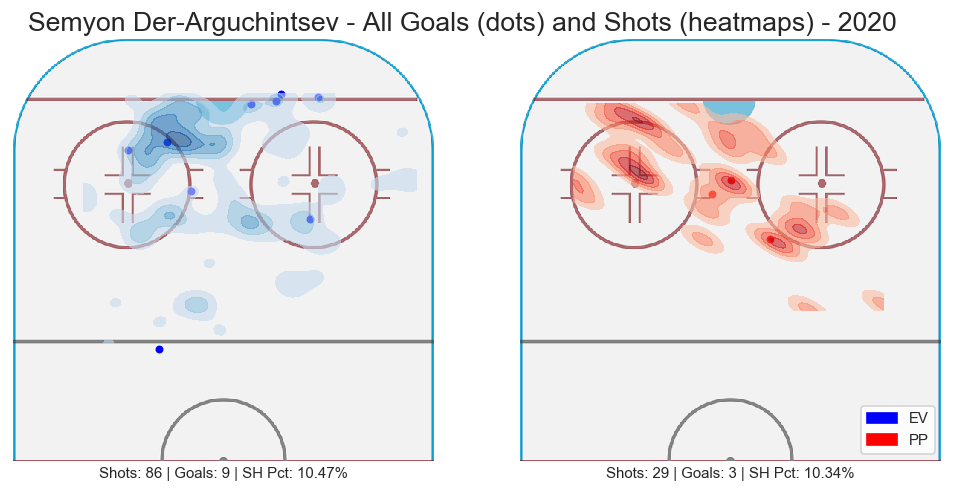 Semyon Der-Arguchintsev - All Goals (dots) and Shots (heatmaps) - 2020
EV
PP
Shots: 86 | Goals: 9 | SH Pct: 10.47%
Shots: 29 | Goals: 3 | SH Pct: 10.34%